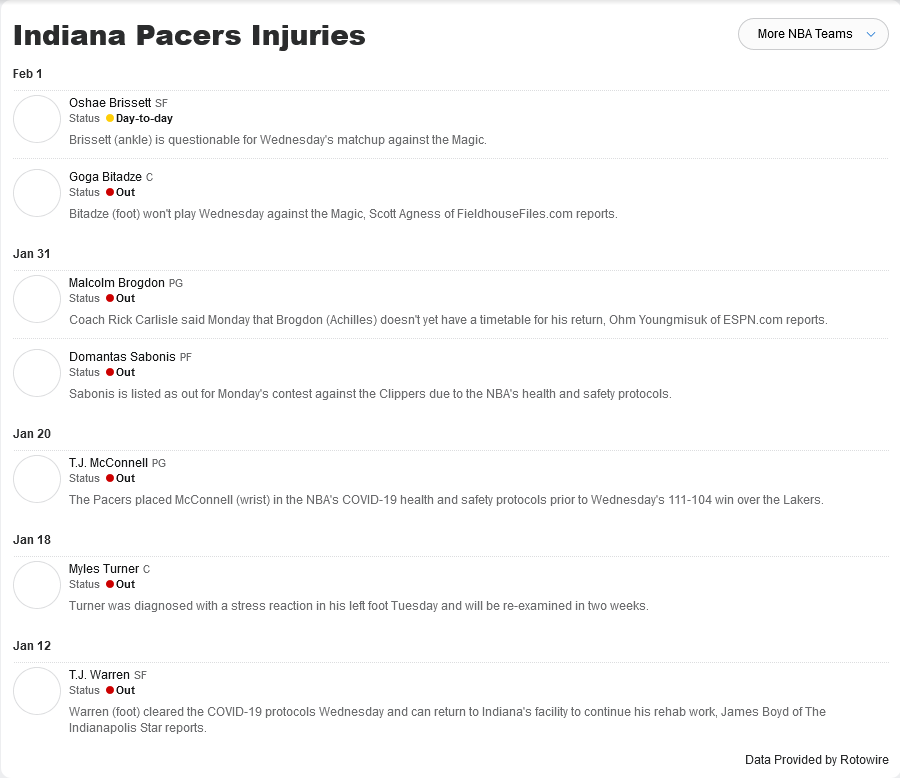 Indiana Pacers Injuries
More NBA Teams
Feb 1
Oshae Brissett SF
Status Day-to-day
Brissett (ankle) is questionable for Wednesday's matchup against the Magic.
Goga Bitadze C
Status Out
Bitadze (foot) won't play Wednesday against the Magic, Scott Agness of FieldhouseFiles.com reports.
Jan 31
Malcolm Brogdon PG
Status Out
Coach Rick Carlisle said Monday that Brogdon (Achilles) doesn't yet have a timetable for his return, Ohm Youngmisuk of ESPN.com reports.
Domantas Sabonis PF
Status Out
Sabonis is listed as out for Monday's contest against the Clippers due to the NBA's health and safety protocols.
Jan 20
T.J. McConnell PG
Status Out
The Pacers placed McConnell (wrist) in the NBA's COVID-19 health and safety protocols prior to Wednesday's 111-104 win over the Lakers.
Jan 18
Myles Turner C
Status Out
Turner was diagnosed with a stress reaction in his left foot Tuesday and will be re-examined in two weeks.
Jan 12
T.J. Warren SF
Status Out
Warren (foot) cleared the COVID-19 protocols Wednesday and can return to Indiana's facility to continue his rehab work, James Boyd of The
Indianapolis Star reports.
Data Provided by Rotowire